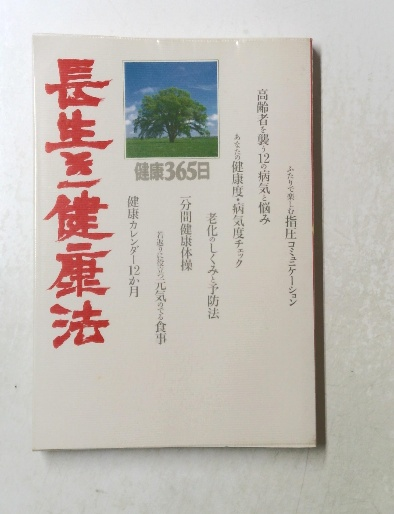 長生き健康法
健康365日
ふたりで楽しむ指圧コミュニケーション
高齢者を襲う12の病気と悩み
あなたの健康度・病気度チェック
老化のしくみと予防法
一分間健康体操
若返りに役立つ、元気のでる食事
健康カレンダー12か月